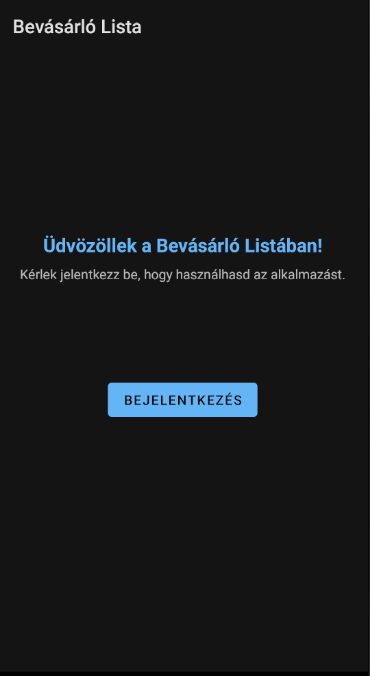 Bevásárló Lista
Üdvözöllek a Bevásárló Listában!
Kérlek jelentkezz be, hogy használhasd az alkalmazást.
BEJELENTKEZÉS